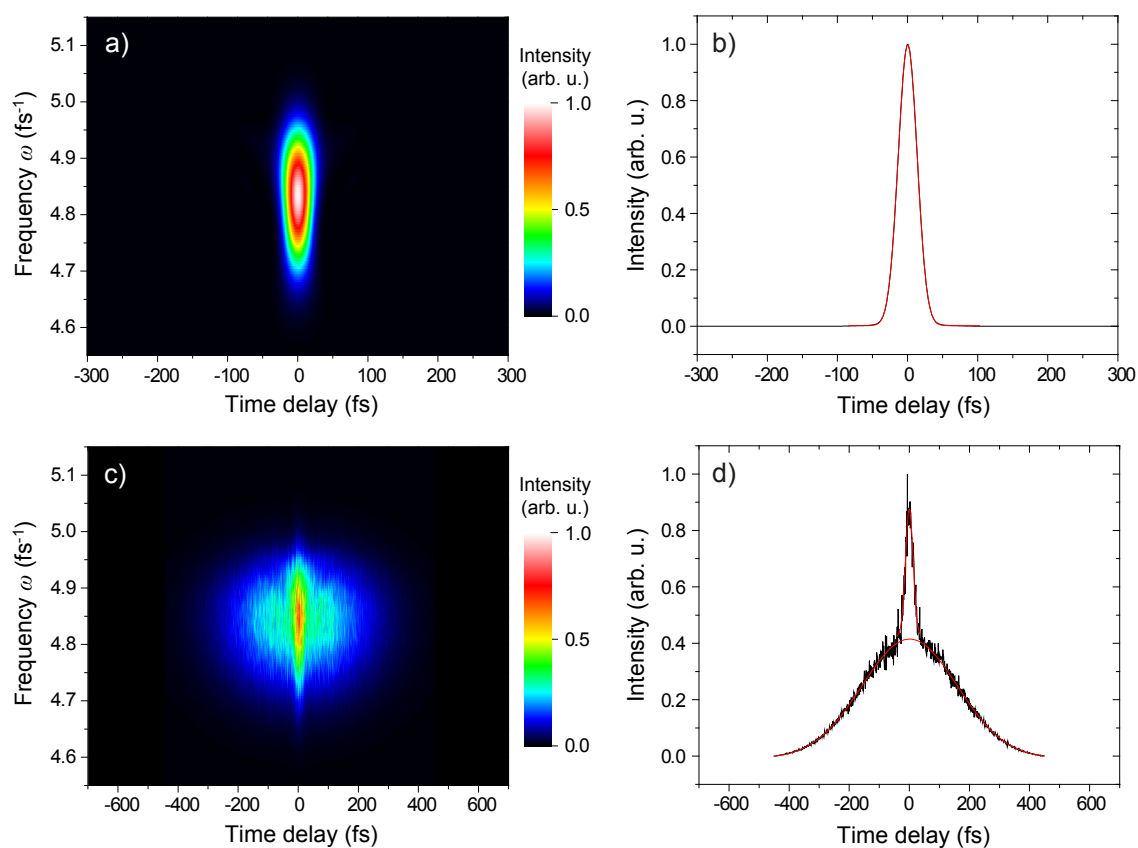 a)
Intensity
(arb. u.)
1.0
0.5
0.0
5.1
5.0
4.9
4.8
4.7
4.6
Frequency ω (fs⁻¹)
-300 -200 -100 0 100 200 300
Time delay (fs)
b)
1.0
0.8
0.6
0.4
0.2
0.0
Intensity (arb. u.)
-300 -200 -100 0 100 200 300
Time delay (fs)
c)
Intensity
(arb. u.)
1.0
0.5
0.0
5.1
5.0
4.9
4.8
4.7
4.6
Frequency ω (fs⁻¹)
-600 -400 -200 0 200 400 600
Time delay (fs)
d)
1.0
0.8
0.6
0.4
0.2
0.0
Intensity (arb. u.)
-600 -400 -200 0 200 400 600
Time delay (fs)